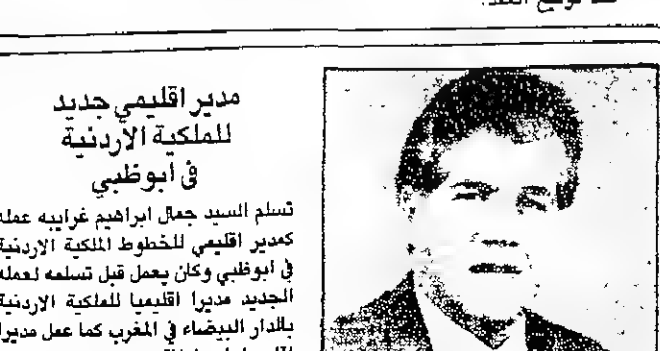 مدير اقليمي جديد
للملكية الاردنية
في ابوظبي
تسلم السيد جمال ابراهيم غرايبه عمله
كمدير اقليمي للخطوط الملكية الاردنية
في ابوظبي وكان يعمل قبل تسلمه لعمله
الجديد مديرا اقليميا للملكية الاردنية
بالدار البيضاء في المغرب كما عمل مديرا